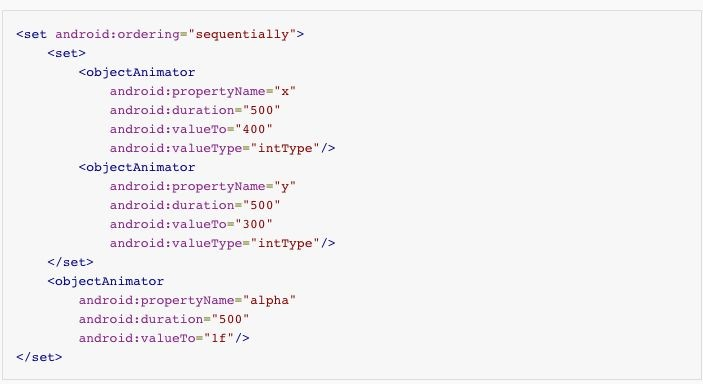 <set android:ordering="sequentially">
    <set>
        <objectAnimator
            android:propertyName="x"
            android:duration="500"
            android:valueTo="400"
            android:valueType="intType"/>
        <objectAnimator
            android:propertyName="y"
            android:duration="500"
            android:valueTo="300"
            android:valueType="intType"/>
    </set>
    <objectAnimator
        android:propertyName="alpha"
        android:duration="500"
        android:valueTo="1f"/>
</set>